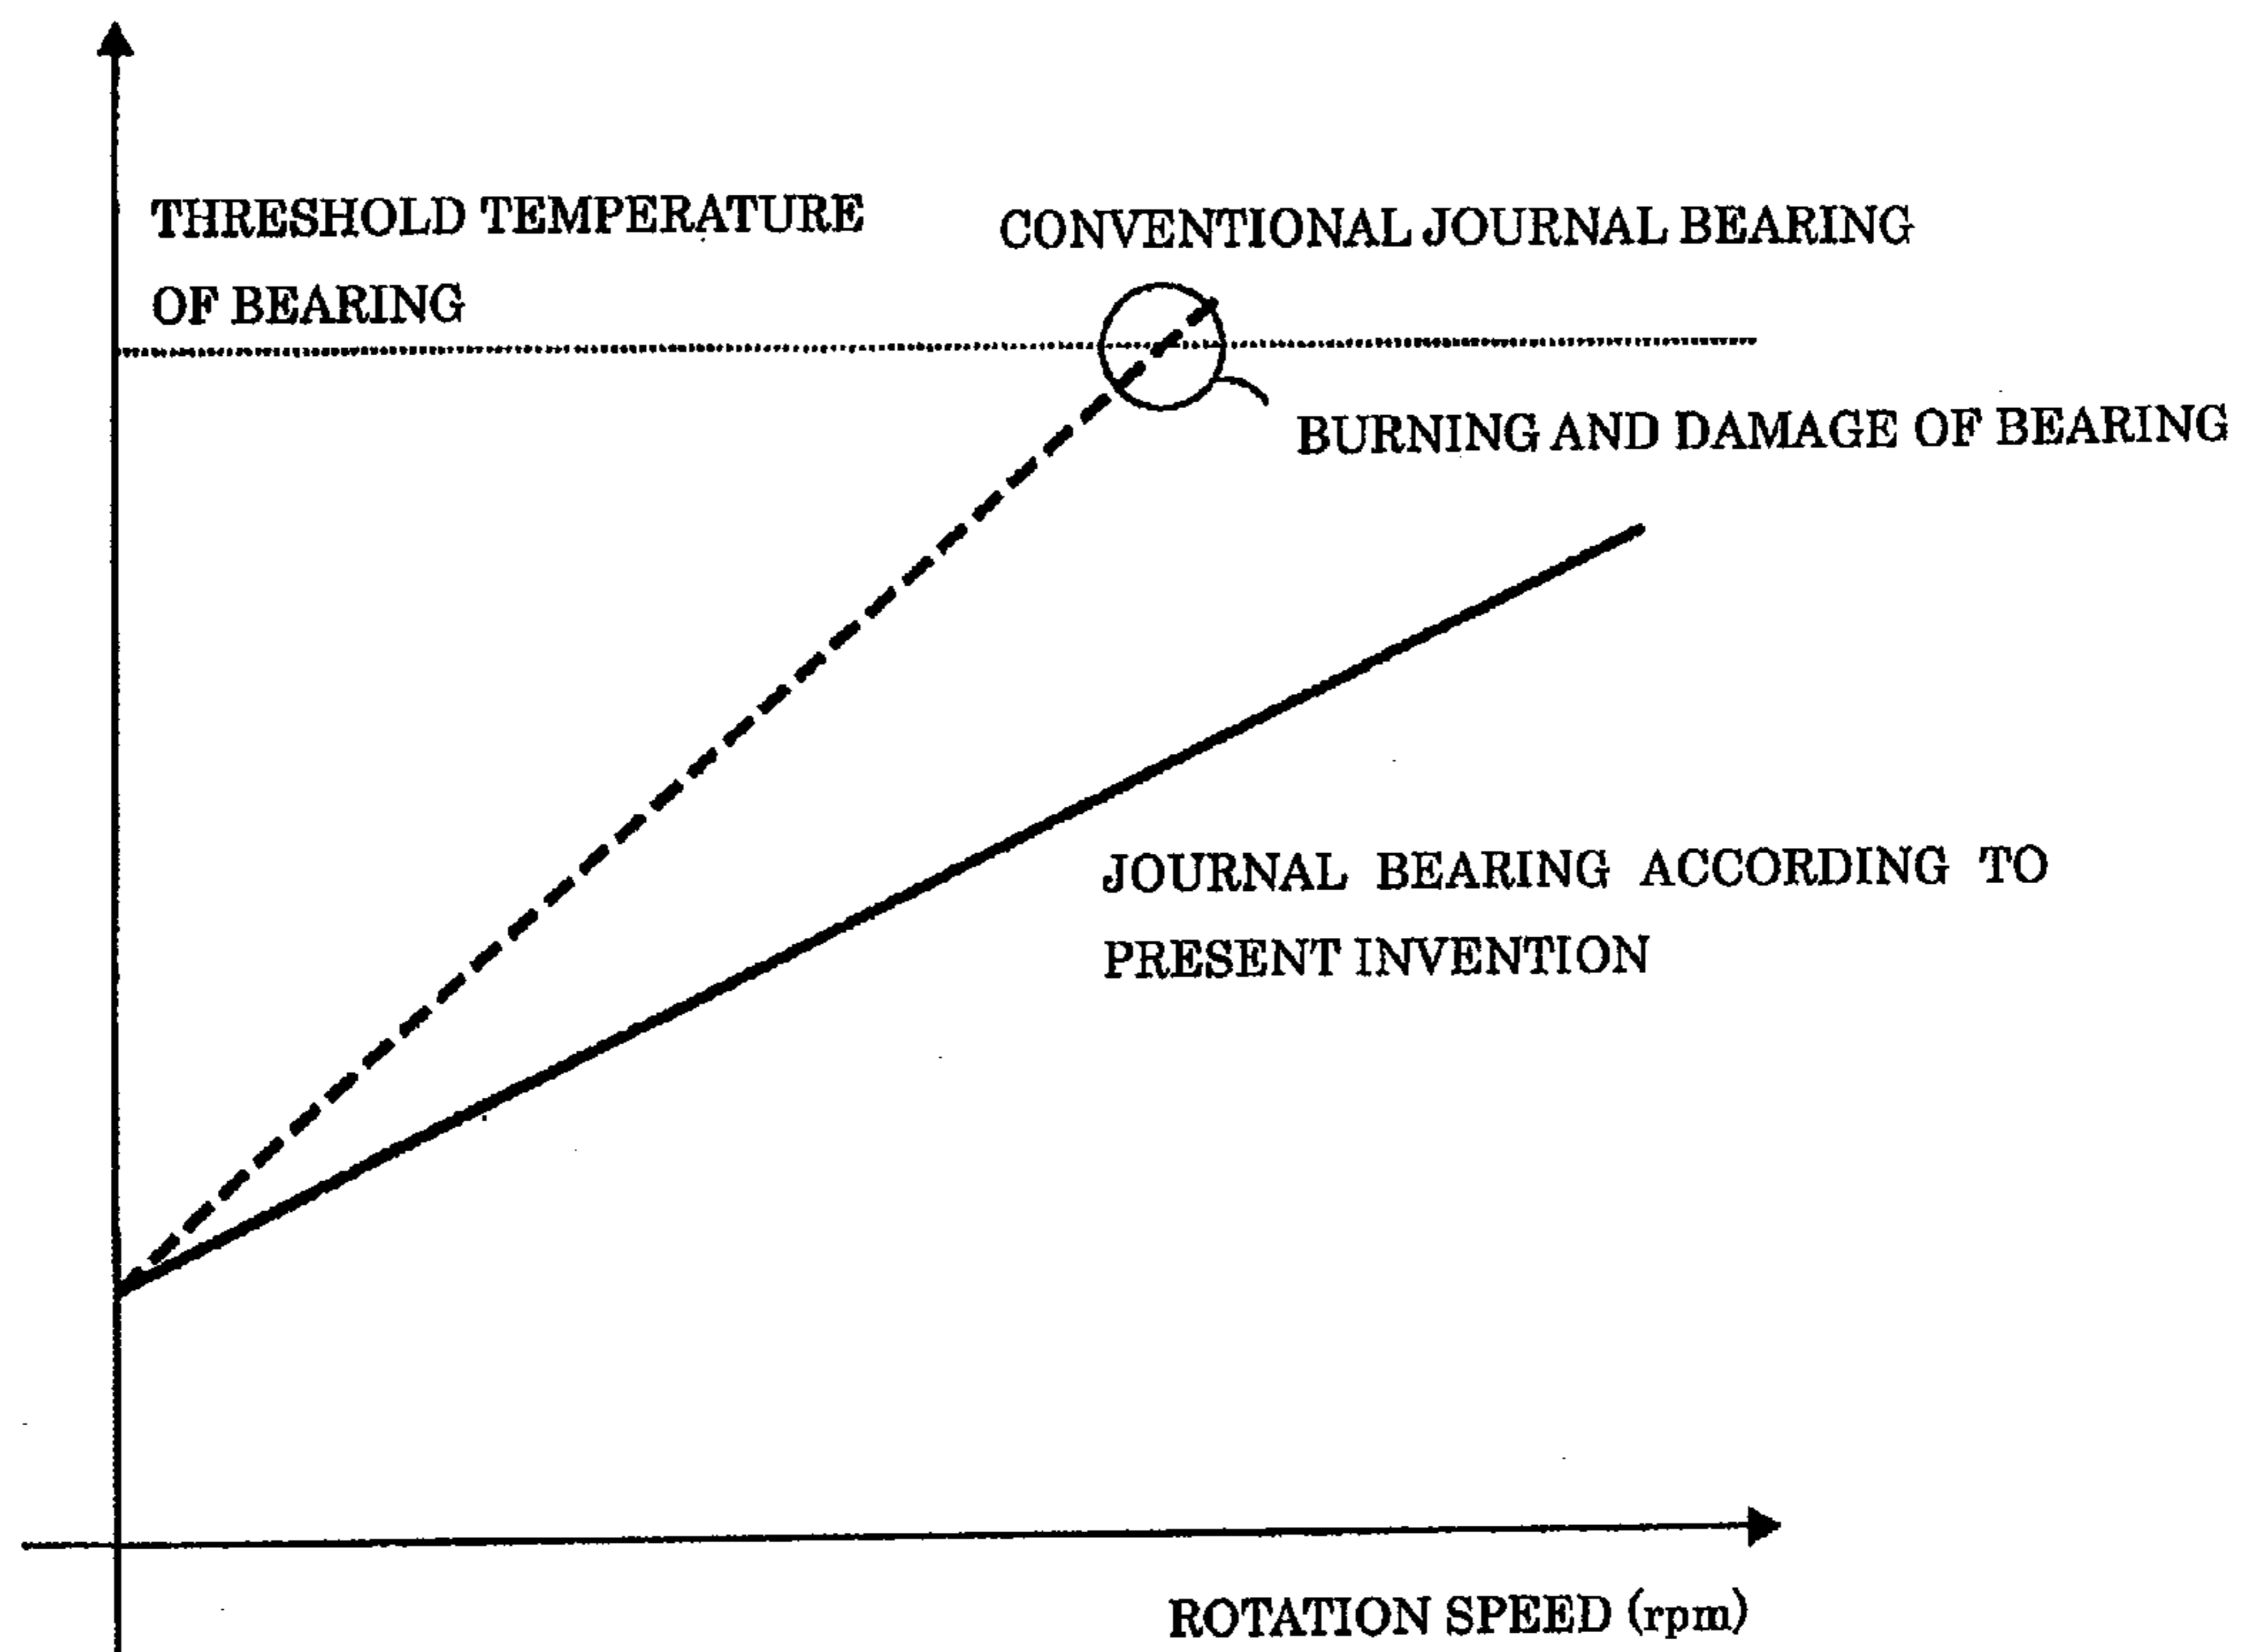 THRESHOLD TEMPERATURE
OF BEARING
CONVENTIONAL JOURNAL BEARING
BURNING AND DAMAGE OF BEARING
JOURNAL BEARING ACCORDING TO
PRESENT INVENTION
ROTATION SPEED (rpm)